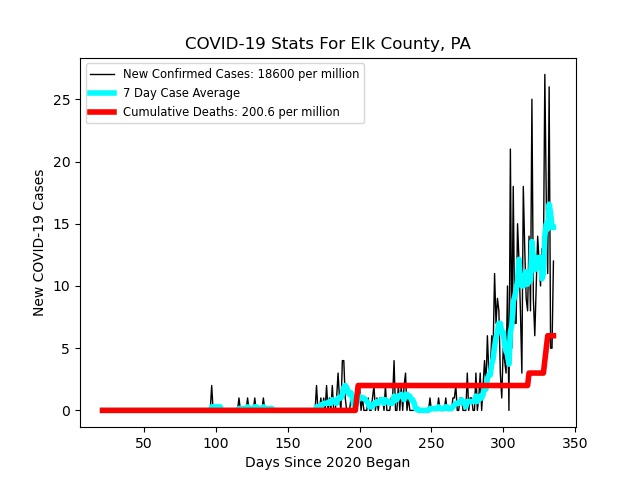 COVID-19 Stats For Elk County, PA
New Confirmed Cases: 18600 per million
7 Day Case Average
Cumulative Deaths: 200.6 per million
New COVID-19 Cases
25
20
15
10
5
0
50 100 150 200 250 300 350
Days Since 2020 Began